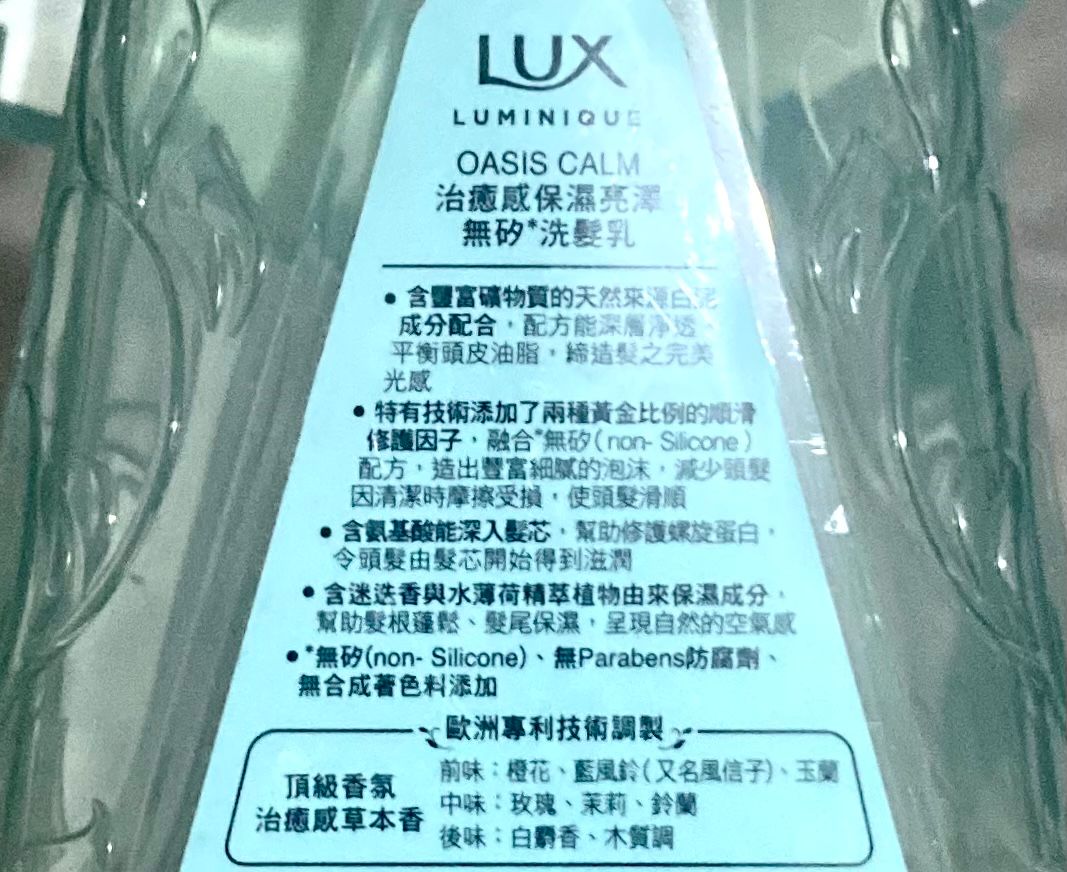 LUX
LUMINIQUE
OASIS CALM
治癒感保濕亮澤
無矽*洗髮乳
• 含豐富礦物質的天然來源白泥
成分配合，配方能深層淨透、
平衡頭皮油脂，締造髮之完美
光感
• 特有技術添加了兩種黃金比例的順滑
修護因子，融合*無矽(non- Silicone)
配方，造出豐富細膩的泡沫，減少頭髮
因清潔時摩擦受損，使頭髮滑順
• 含氨基酸能深入髮芯，幫助修護螺旋蛋白，
令頭髮由髮芯開始得到滋潤
• 含迷迭香與水薄荷精萃植物由來保濕成分，
幫助髮根蓬鬆、髮尾保濕，呈現自然的空氣感
• *無矽(non- Silicone)、無Parabens防腐劑、
無合成著色料添加
歐洲專利技術調製
頂級香氛
治癒感草本香
前味：橙花、藍風鈴(又名風信子)、玉蘭
中味：玫瑰、茉莉、鈴蘭
後味：白麝香、木質調